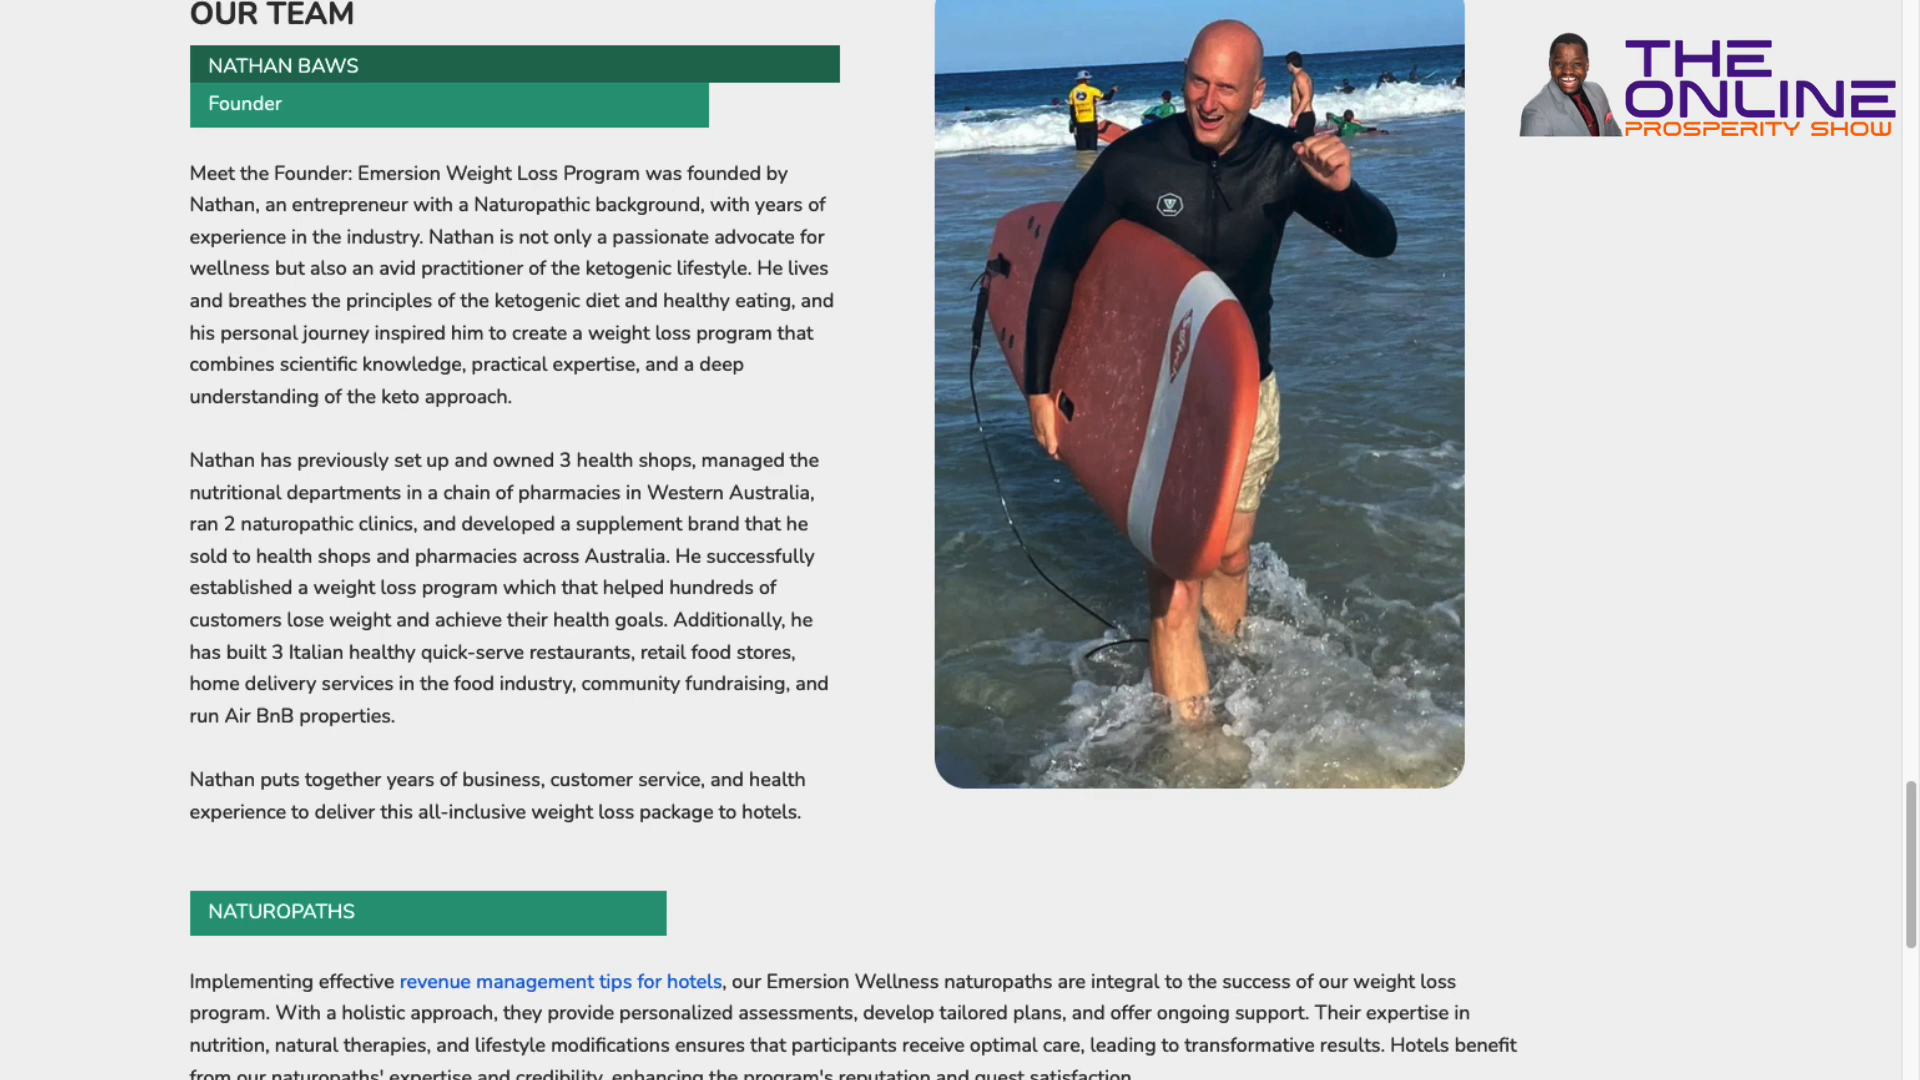 OUR TEAM
NATHAN BAWS
Founder
Meet the Founder: Emersion Weight Loss Program was founded by
Nathan, an entrepreneur with a Naturopathic background, with years of
experience in the industry. Nathan is not only a passionate advocate for
wellness but also an avid practitioner of the ketogenic lifestyle. He lives
and breathes the principles of the ketogenic diet and healthy eating, and
his personal journey inspired him to create a weight loss program that
combines scientific knowledge, practical expertise, and a deep
understanding of the keto approach.
Nathan has previously set up and owned 3 health shops, managed the
nutritional departments in a chain of pharmacies in Western Australia,
ran 2 naturopathic clinics, and developed a supplement brand that he
sold to health shops and pharmacies across Australia. He successfully
established a weight loss program which that helped hundreds of
customers lose weight and achieve their health goals. Additionally, he
has built 3 Italian healthy quick-serve restaurants, retail food stores,
home delivery services in the food industry, community fundraising, and
run Air BnB properties.
Nathan puts together years of business, customer service, and health
experience to deliver this all-inclusive weight loss package to hotels.
THE
ONLINE
PROSPERITY SHOW
NATUROPATHS
Implementing effective revenue management tips for hotels, our Emersion Wellness naturopaths are integral to the success of our weight loss
program. With a holistic approach, they provide personalized assessments, develop tailored plans, and offer ongoing support. Their expertise in
nutrition, natural therapies, and lifestyle modifications ensures that participants receive optimal care, leading to transformative results. Hotels benefit
from our naturopaths' expertise and credibility, enhancing the program's reputation and guest satisfaction.